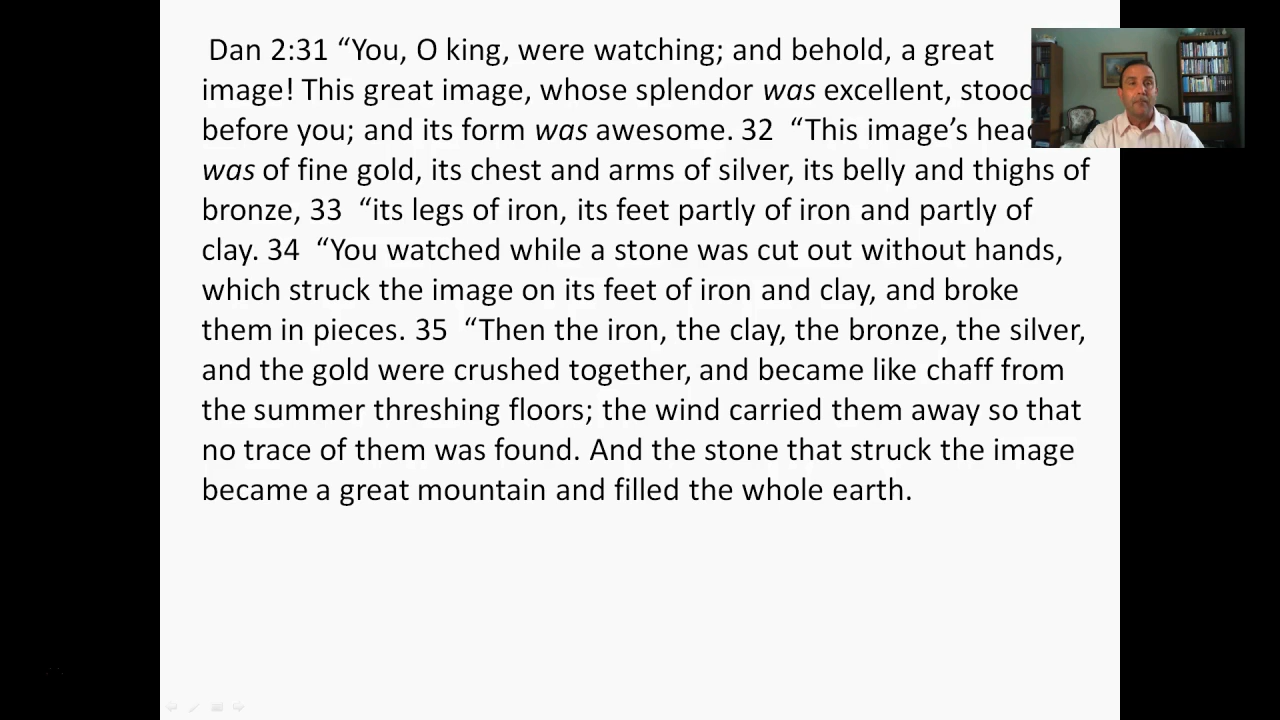 Dan 2:31 “You, O king, were watching; and behold, a great
image! This great image, whose splendor was excellent, stood
before you; and its form was awesome. 32 “This image’s head
was of fine gold, its chest and arms of silver, its belly and thighs of
bronze, 33 “its legs of iron, its feet partly of iron and partly of
clay. 34 “You watched while a stone was cut out without hands,
which struck the image on its feet of iron and clay, and broke
them in pieces. 35 “Then the iron, the clay, the bronze, the silver,
and the gold were crushed together, and became like chaff from
the summer threshing floors; the wind carried them away so that
no trace of them was found. And the stone that struck the image
became a great mountain and filled the whole earth.